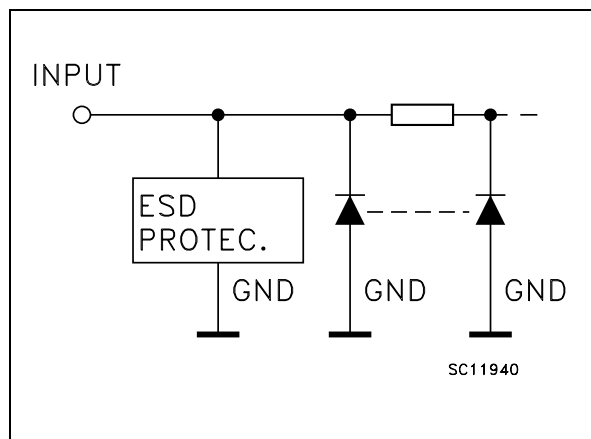 INPUT
ESD
PROTEC.
GND
GND
GND
SC11940